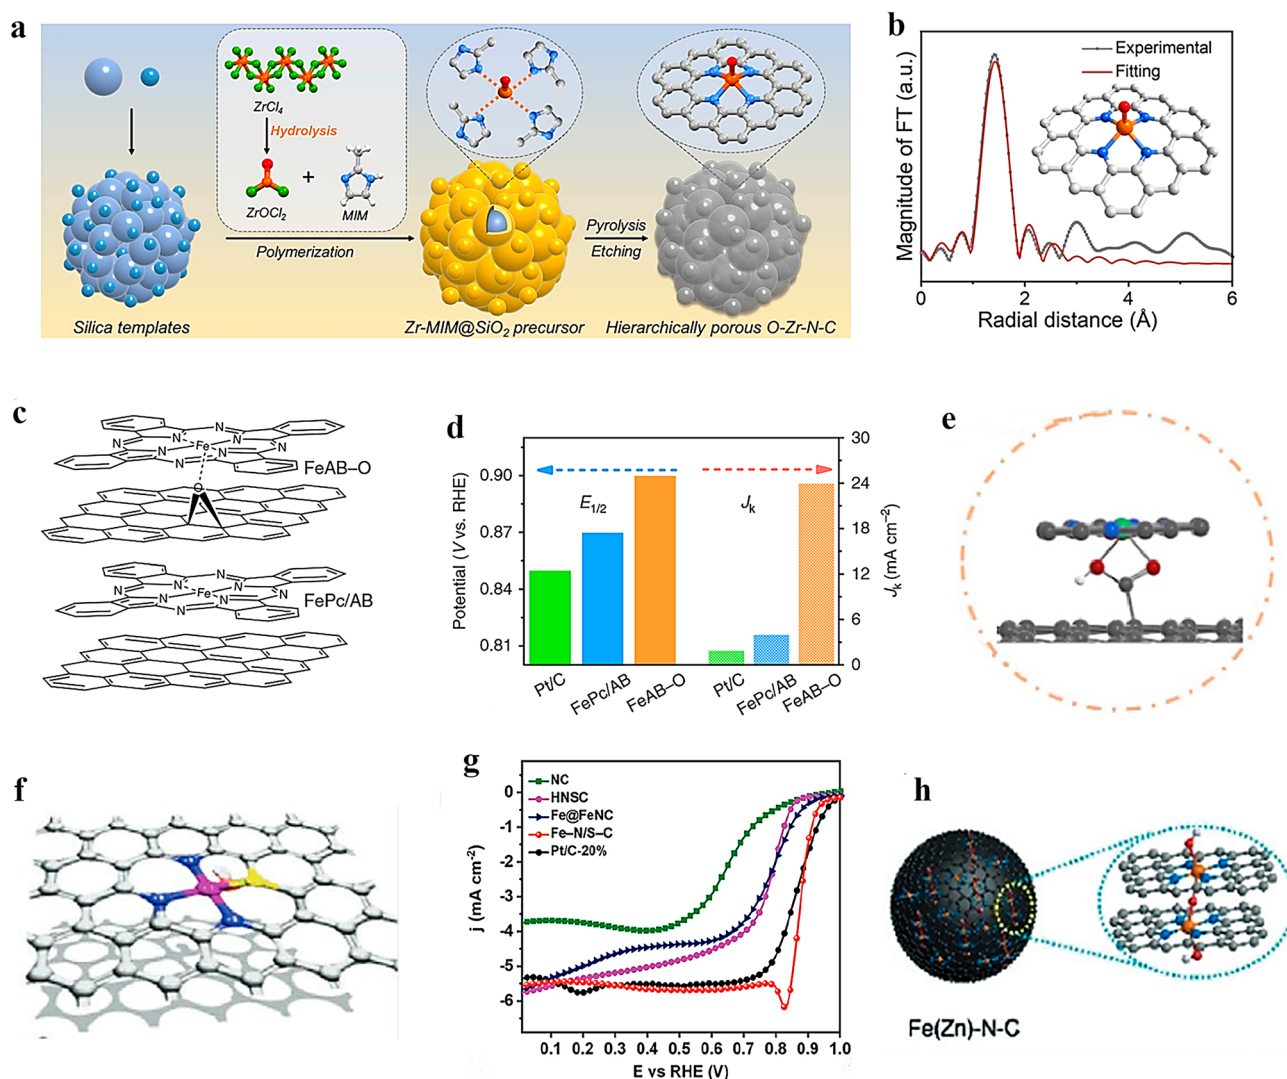 a
ZrCl4
Hydrolysis
ZrOCl2
+
MIM
Polymerization
Pyrolysis
Etching
Silica templates
Zr-MIM@SiO2 precursor
Hierarchically porous O-Zr-N-C
b
Magnitude of FT (a.u.)
Experimental
Fitting
0 2 4 6
Radial distance (Å)
c
N
N
N
Fe
N
N
N
N
N
FeAB–O
O
N
N
N
Fe
N
N
N
N
N
FePc/AB
d
Potential (V vs. RHE)
0.90
0.87
0.84
0.81
E1/2
Jk
30
24
18
12
6
0
Jk (mA cm−2)
Pt/C
FePc/AB
FeAB–O
Pt/C
FePc/AB
FeAB–O
e
f
g
NC
HNSC
Fe@FeNC
Fe–N/S–C
Pt/C-20%
j (mA cm-2)
0
-1
-2
-3
-4
-5
-6
0.1 0.2 0.3 0.4 0.5 0.6 0.7 0.8 0.9 1.0
E vs RHE (V)
h
Fe(Zn)-N-C